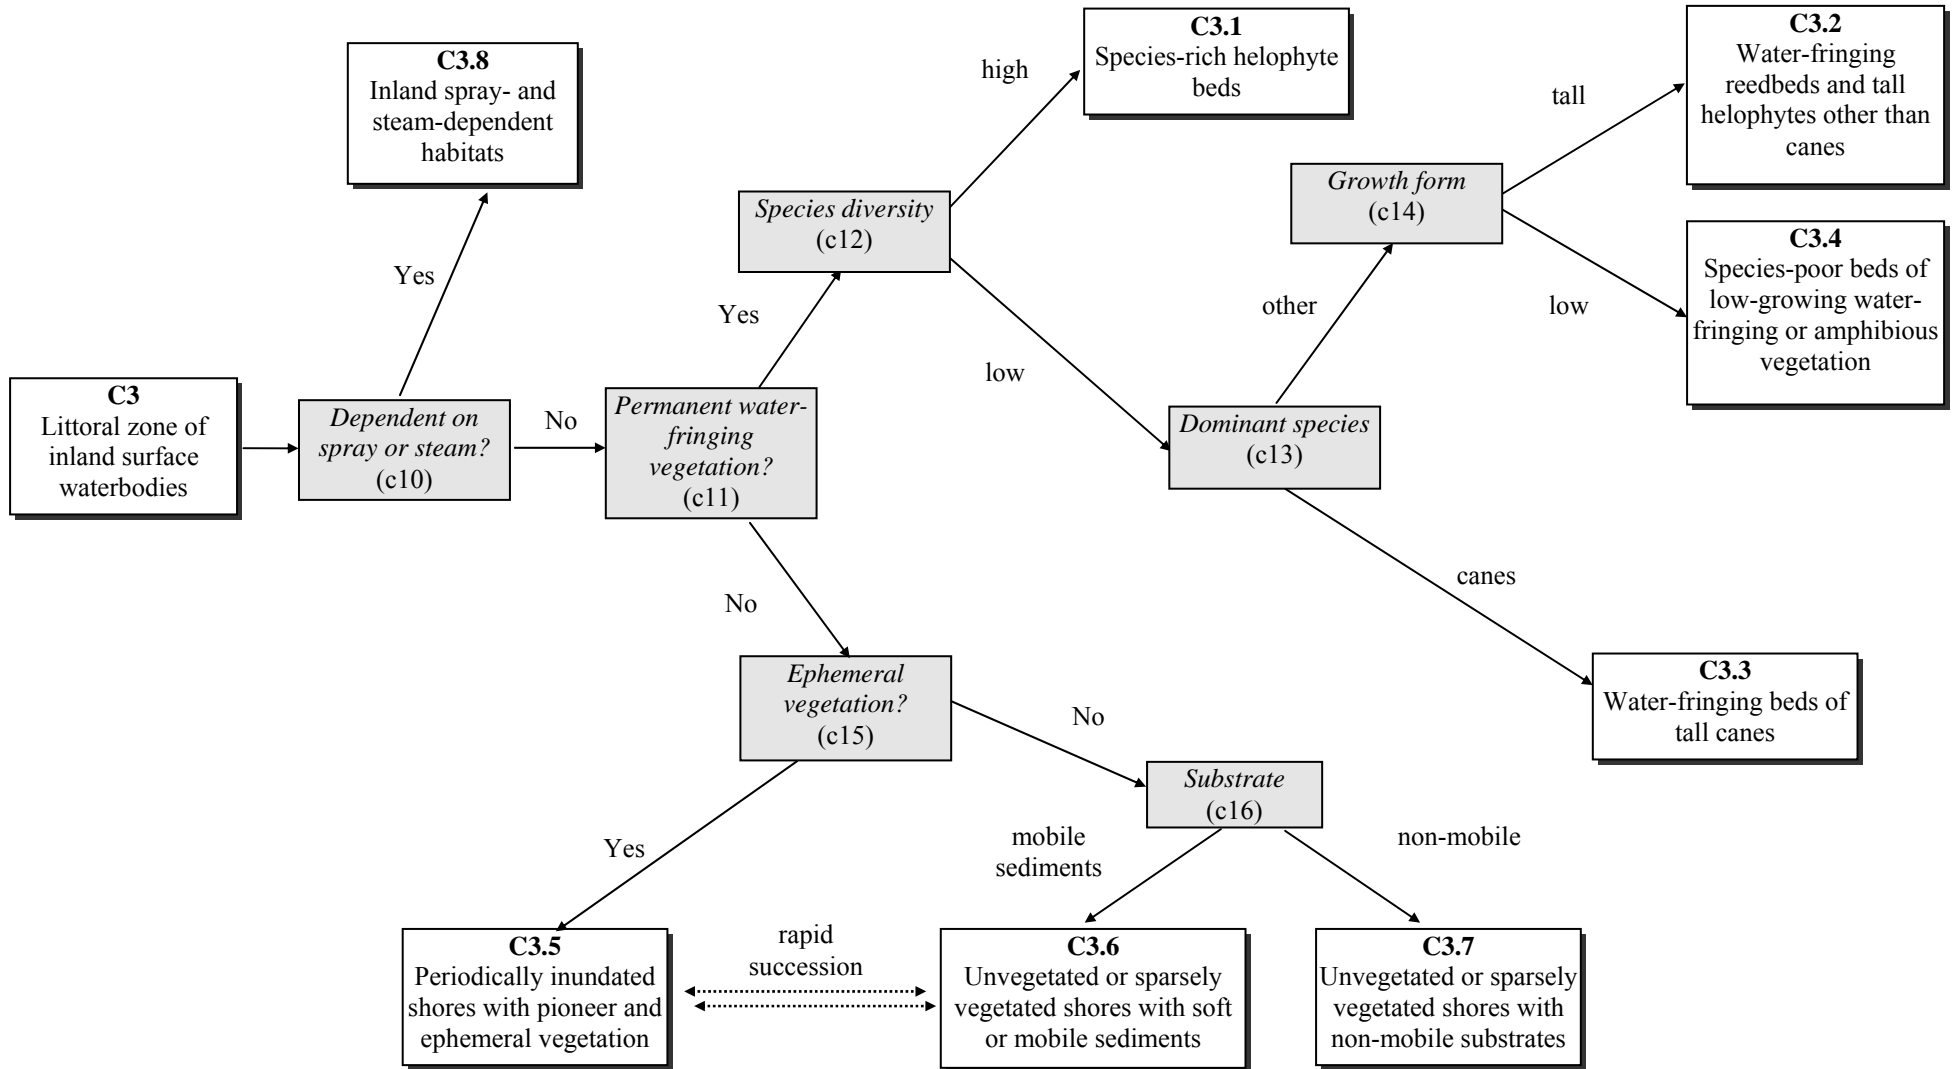 C3.8
Inland spray- and
steam-dependent
habitats
C3.1
Species-rich helophyte
beds
C3.2
Water-fringing
reedbeds and tall
helophytes other than
canes
high
tall
Species diversity
(c12)
Growth form
(c14)
C3.4
Species-poor beds of
low-growing water-
fringing or amphibious
vegetation
Yes
Yes
other
low
low
C3
Littoral zone of
inland surface
waterbodies
Dependent on
spray or steam?
(c10)
No
Permanent water-
fringing
vegetation?
(c11)
Dominant species
(c13)
canes
No
C3.3
Water-fringing beds of
tall canes
Ephemeral
vegetation?
(c15)
No
Substrate
(c16)
Yes
mobile
sediments
non-mobile
C3.5
Periodically inundated
shores with pioneer and
ephemeral vegetation
rapid
succession
C3.6
Unvegetated or sparsely
vegetated shores with soft
or mobile sediments
C3.7
Unvegetated or sparsely
vegetated shores with
non-mobile substrates